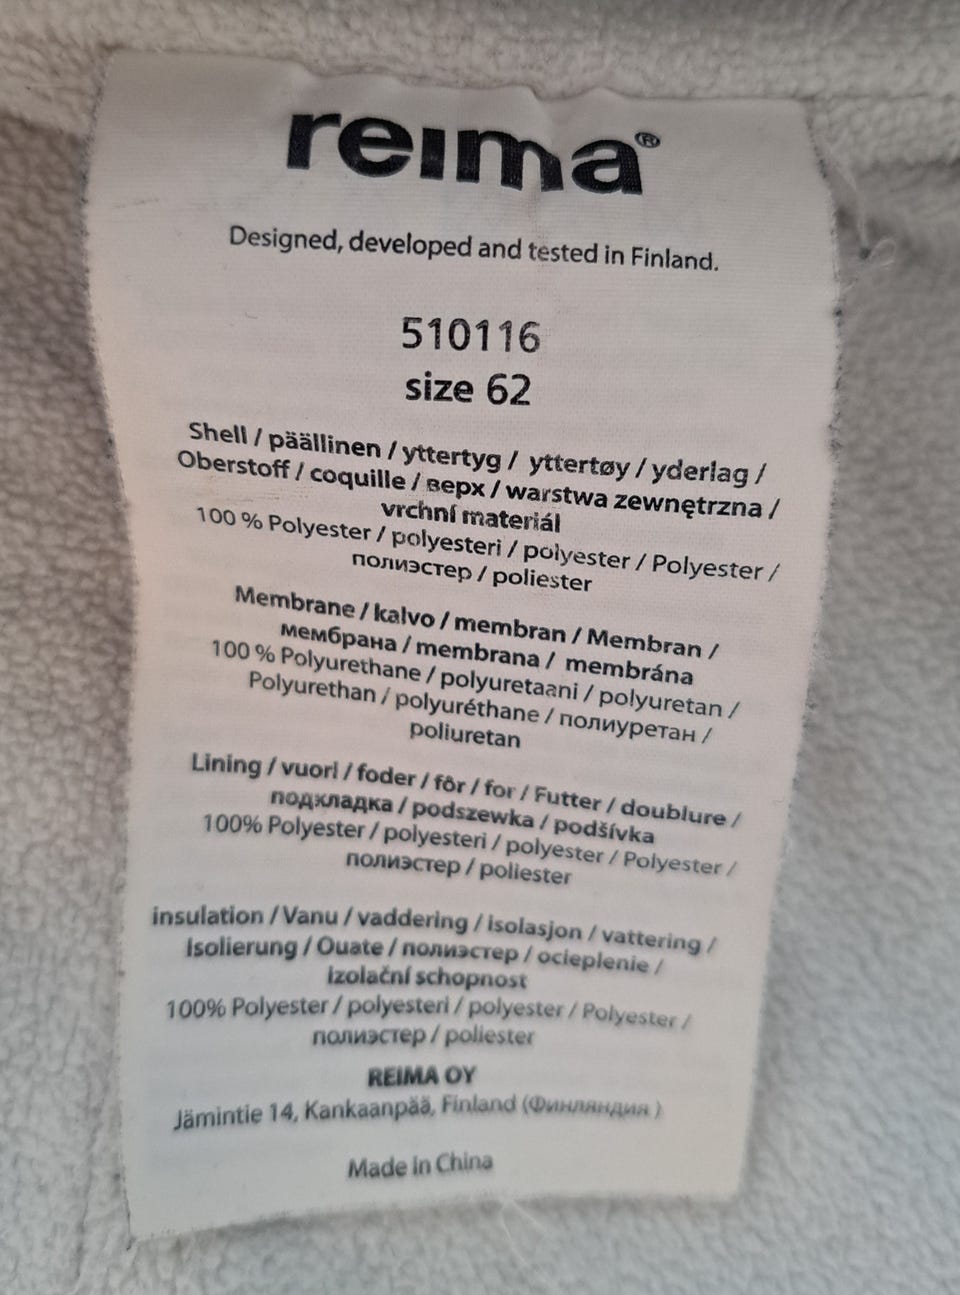 reima®
Designed, developed and tested in Finland.
510116
size 62
Shell / päällinen / yttertyg / yttertøy / yderlag /
Oberstoff / coquille / верх / warstwa zewnętrzna /
vrchní materiál
100 % Polyester / polyesteri / polyester / Polyester /
полиэстер / poliester
Membrane / kalvo / membran / Membran /
мембрана / membrana / membrána
100 % Polyurethane / polyuretaani / polyuretan /
Polyurethan / polyuréthane / полиуретан /
poliuretan
Lining / vuori / foder / fôr / for / Futter / doublure /
подкладка / podszewka / podšívka
100% Polyester / polyesteri / polyester / Polyester /
полиэстер / poliester
insulation / Vanu / vaddering / isolasjon / vattering /
Isolierung / Ouate / полиэстер / ocieplenie /
izolační schopnost
100% Polyester / polyesteri / polyester / Polyester /
полиэстер / poliester
REIMA OY
Jämintie 14, Kankaanpää, Finland (Финляндия )
Made in China